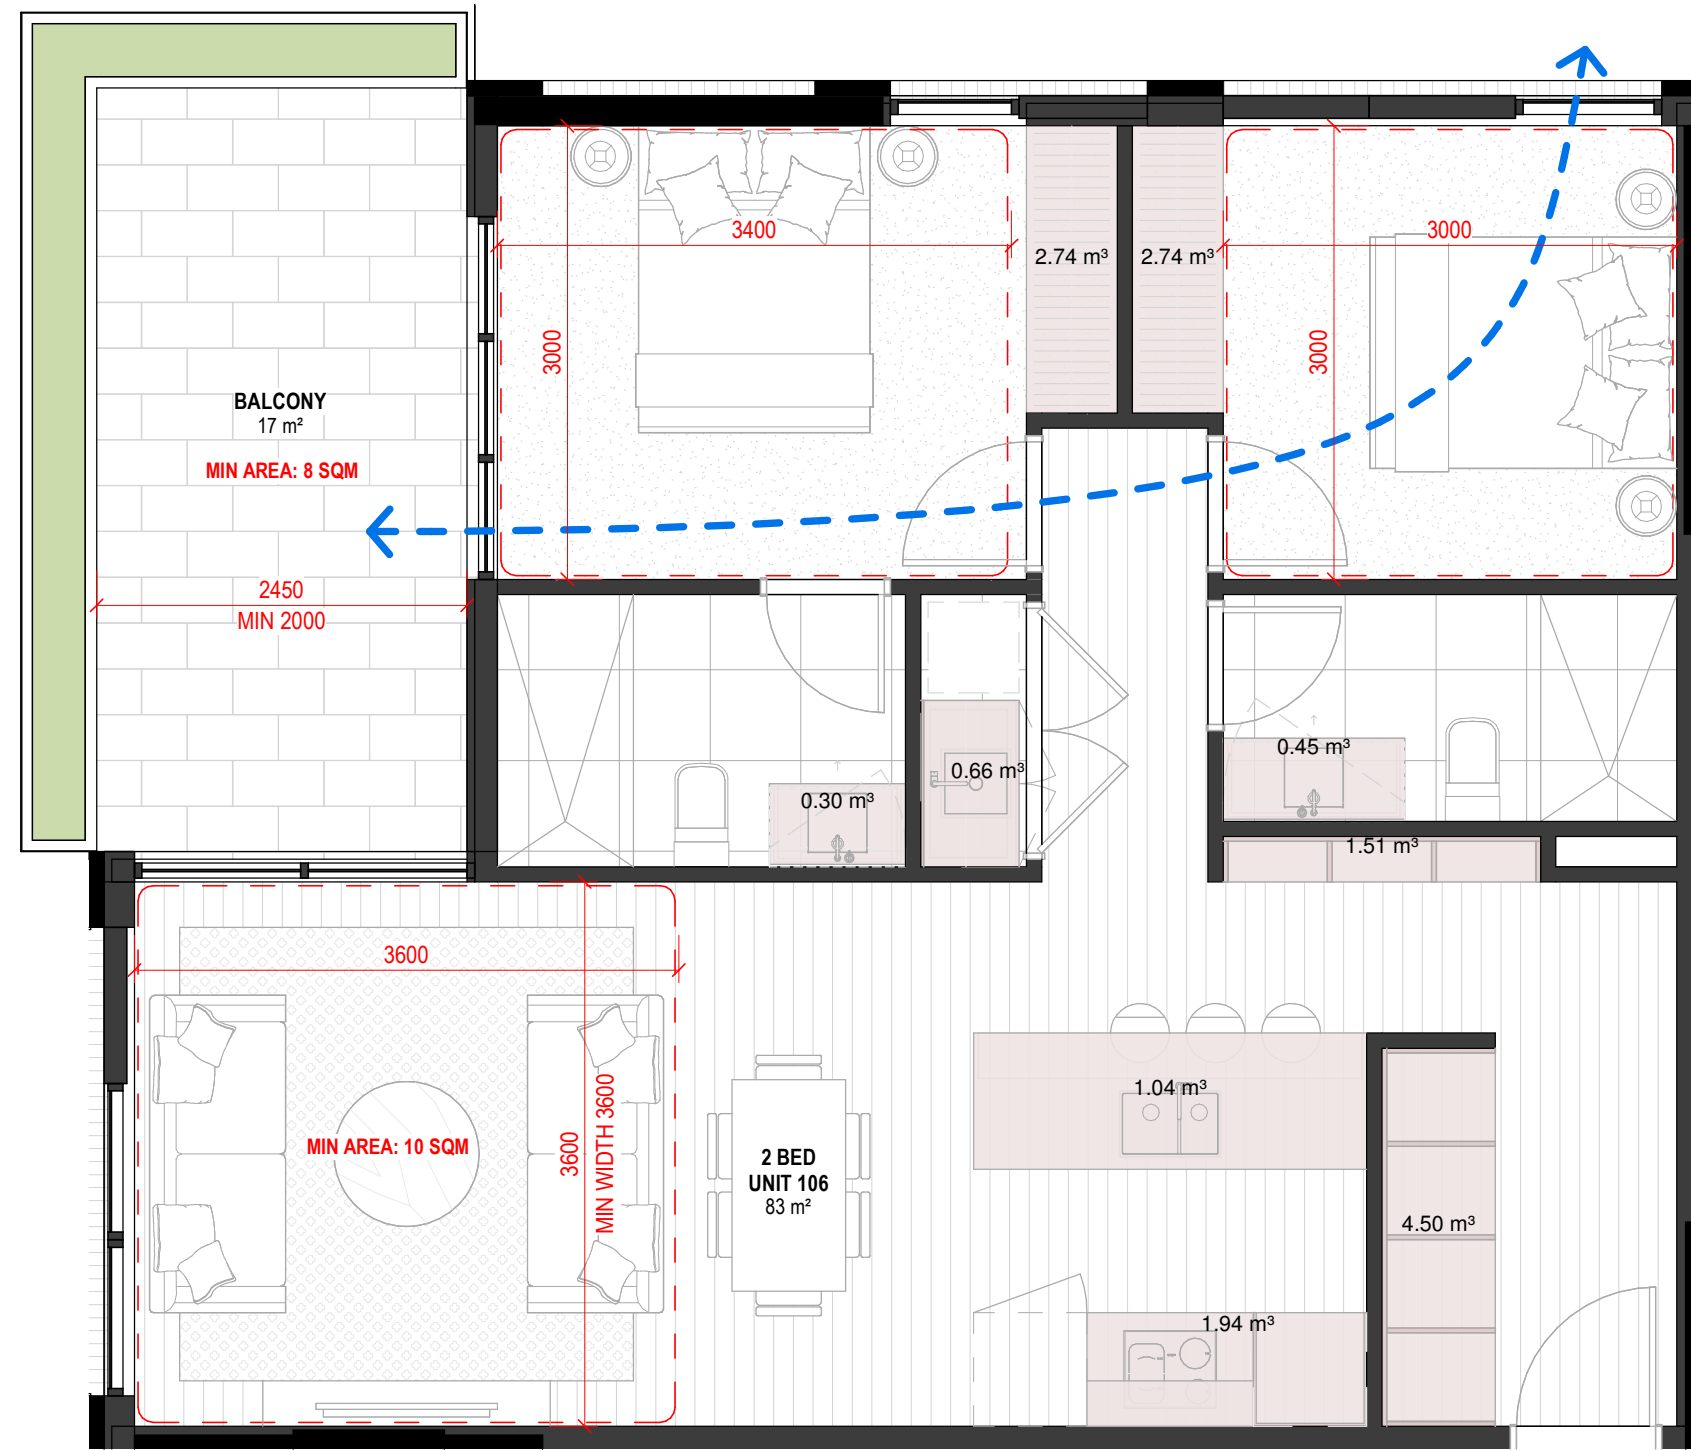 3400
3000
2.74 m³
2.74 m³
3000
3000
BALCONY
17 m²
MIN AREA: 8 SQM
2450
MIN 2000
0.45 m³
0.66 m³
0.30 m³
1.51 m³
3600
1.04 m³
MIN AREA: 10 SQM
3600
MIN WIDTH 3600
2 BED
UNIT 106
83 m²
4.50 m³
1.94 m³